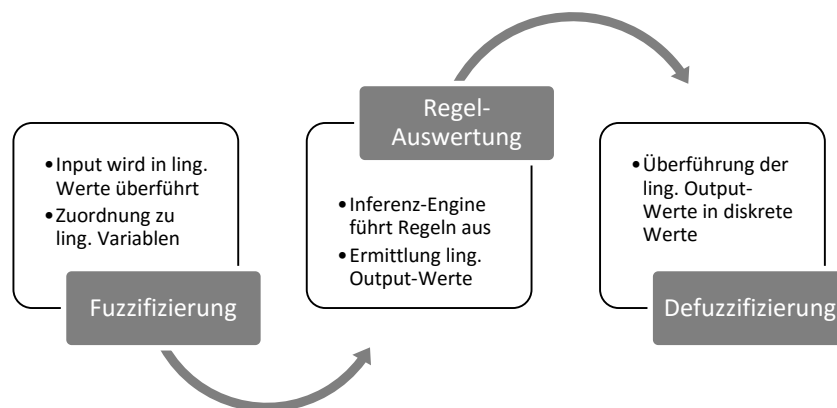 • Input wird in ling.
Werte überführt
• Zuordnung zu
ling. Variablen
Fuzzifizierung
Regel-
Auswertung
• Inferenz-Engine
führt Regeln aus
• Ermittlung ling.
Output-Werte
• Überführung der
ling. Output-
Werte in diskrete
Werte
Defuzzifizierung